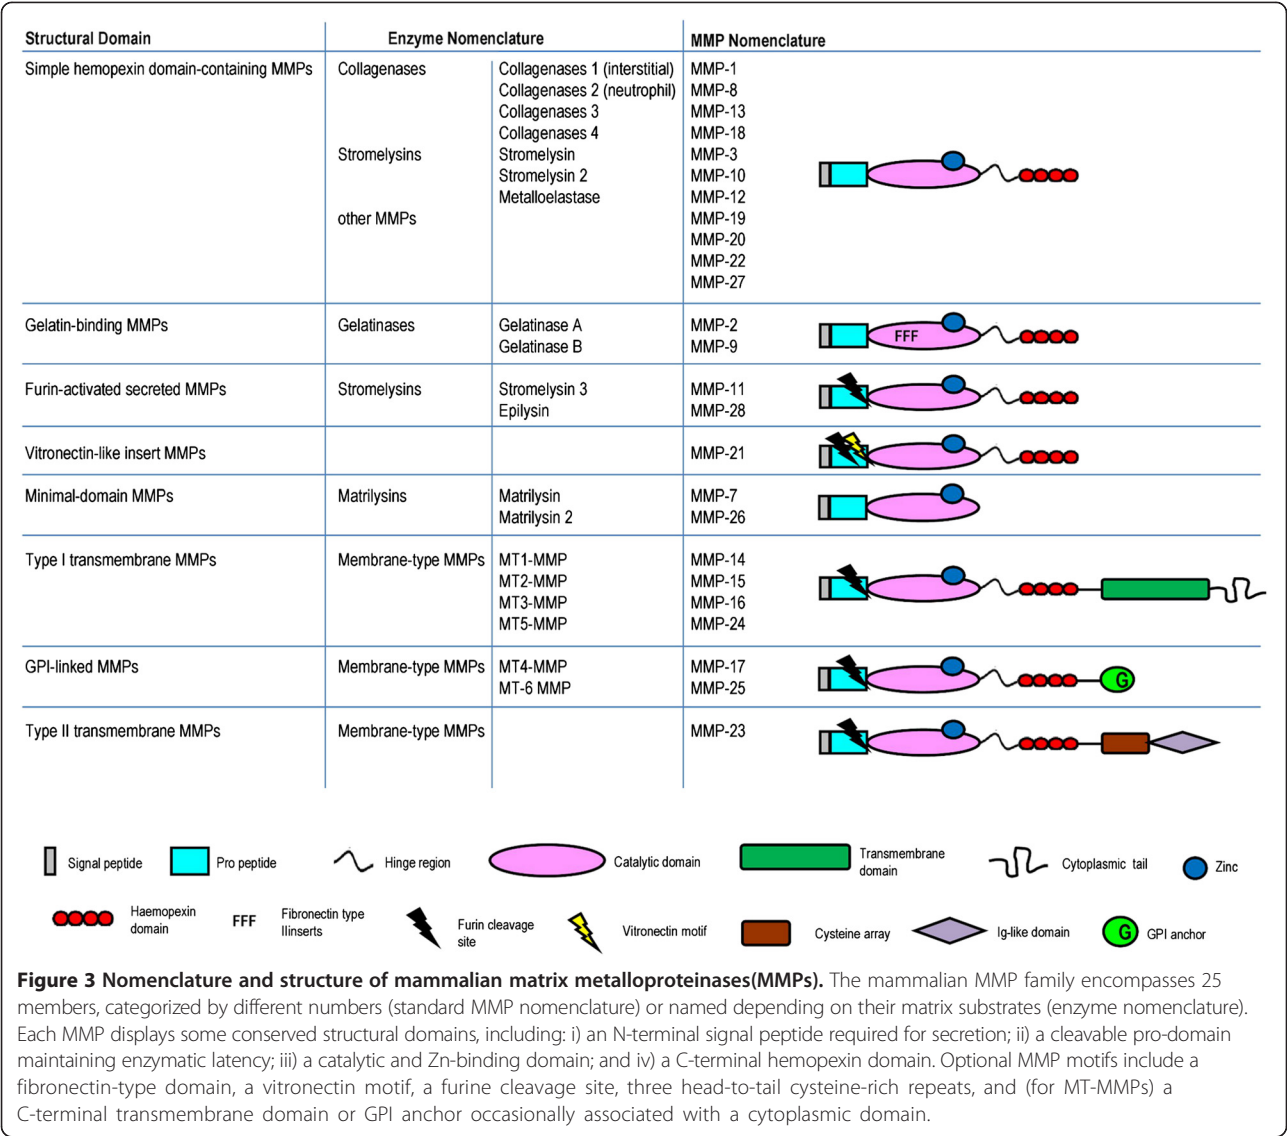 Structural Domain Enzyme Nomenclature MMP Nomenclature
Simple hemopexin domain-containing MMPs Collagenases Collagenases 1 (interstitial) MMP-1
Collagenases 2 (neutrophil) MMP-8
Collagenases 3 MMP-13
Collagenases 4 MMP-18
Stromelysins Stromelysin MMP-3
Stromelysin 2 MMP-10
Metalloelastase MMP-12
other MMPs MMP-19
MMP-20
MMP-22
MMP-27
Gelatin-binding MMPs Gelatinases Gelatinase A MMP-2
Gelatinase B MMP-9
FFF
Furin-activated secreted MMPs Stromelysins Stromelysin 3 MMP-11
Epilysin MMP-28
Vitronectin-like insert MMPs MMP-21
Minimal-domain MMPs Matrilysins Matrilysin MMP-7
Matrilysin 2 MMP-26
Type I transmembrane MMPs Membrane-type MMPs MT1-MMP MMP-14
MT2-MMP MMP-15
MT3-MMP MMP-16
MT5-MMP MMP-24
GPI-linked MMPs Membrane-type MMPs MT4-MMP MMP-17
MT-6 MMP MMP-25
G
Type II transmembrane MMPs Membrane-type MMPs MMP-23
Signal peptide Pro peptide Hinge region Catalytic domain Transmembrane domain Cytoplasmic tail Zinc
Haemopexin domain FFF Fibronectin type IIinserts Furin cleavage site Vitronectin motif Cysteine array Ig-like domain G GPI anchor
Figure 3 Nomenclature and structure of mammalian matrix metalloproteinases(MMPs). The mammalian MMP family encompasses 25
members, categorized by different numbers (standard MMP nomenclature) or named depending on their matrix substrates (enzyme nomenclature).
Each MMP displays some conserved structural domains, including: i) an N-terminal signal peptide required for secretion; ii) a cleavable pro-domain
maintaining enzymatic latency; iii) a catalytic and Zn-binding domain; and iv) a C-terminal hemopexin domain. Optional MMP motifs include a
fibronectin-type domain, a vitronectin motif, a furine cleavage site, three head-to-tail cysteine-rich repeats, and (for MT-MMPs) a
C-terminal transmembrane domain or GPI anchor occasionally associated with a cytoplasmic domain.